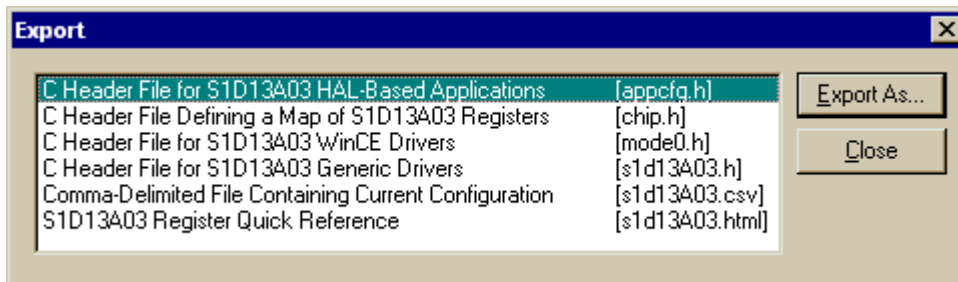 Export
C Header File for S1D13A03 HAL-Based Applications [appcfg.h]
C Header File Defining a Map of S1D13A03 Registers [chip.h]
C Header File for S1D13A03 WinCE Drivers [mode0.h]
C Header File for S1D13A03 Generic Drivers [s1d13A03.h]
Comma-Delimited File Containing Current Configuration [s1d13A03.csv]
S1D13A03 Register Quick Reference [s1d13A03.html]
Export As...
Close